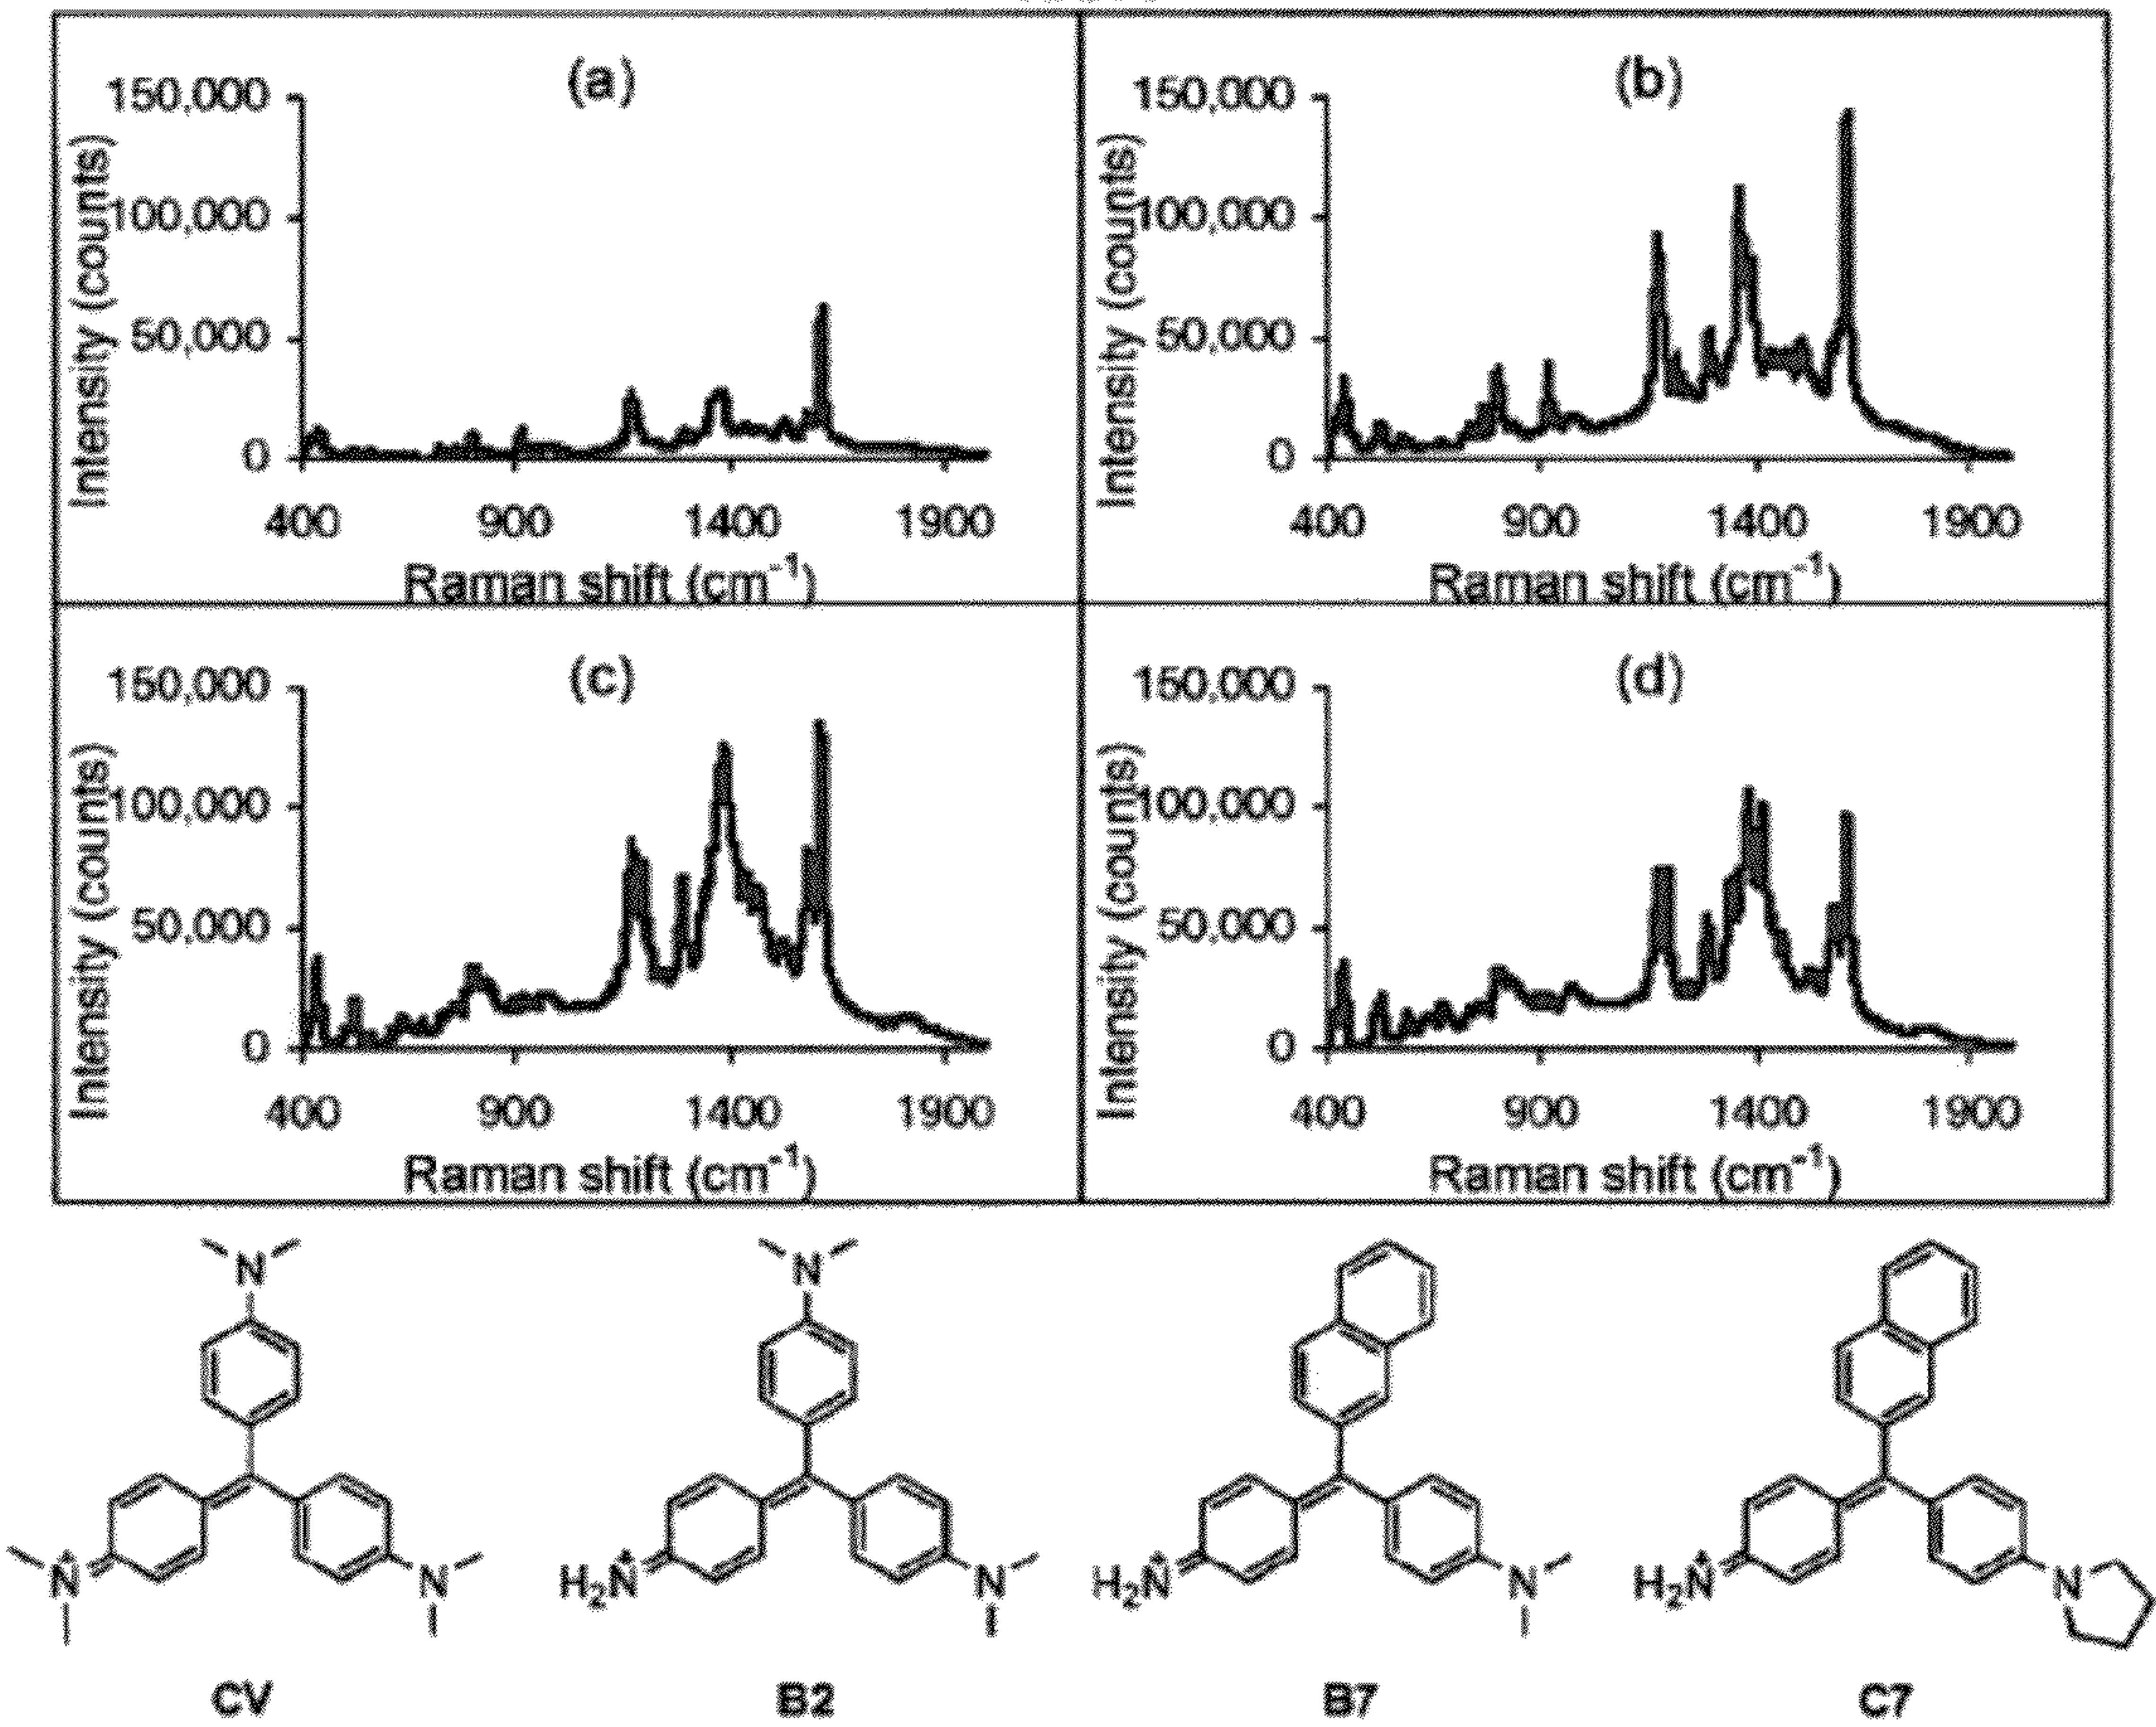 (a)
150,000
100,000
50,000
0
Intensity (counts)
400 900 1400 1900
Raman shift (cm-1)
(b)
150,000
100,000
50,000
0
Intensity (counts)
400 900 1400 1900
Raman shift (cm-1)
(c)
150,000
100,000
50,000
0
Intensity (counts)
400 900 1400 1900
Raman shift (cm-1)
(d)
150,000
100,000
50,000
0
Intensity (counts)
400 900 1400 1900
Raman shift (cm-1)
N N
N+ N H2N+ N H2N+ N H2N+ N
CV B2 B7 C7